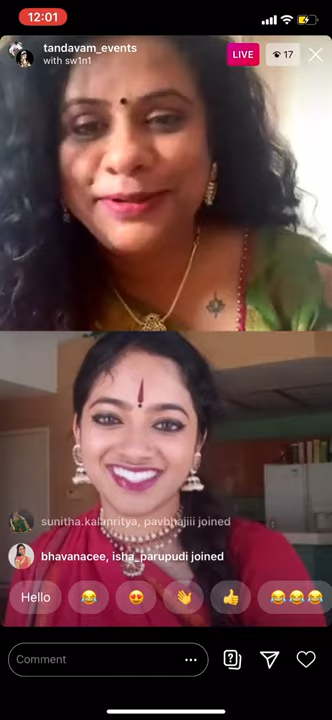 12:01
tandavam_events
with sw1n1
LIVE
17
sunitha.kalanritya, pavbhajiii joined
bhavanacee, isha_parupudi joined
Hello
Comment